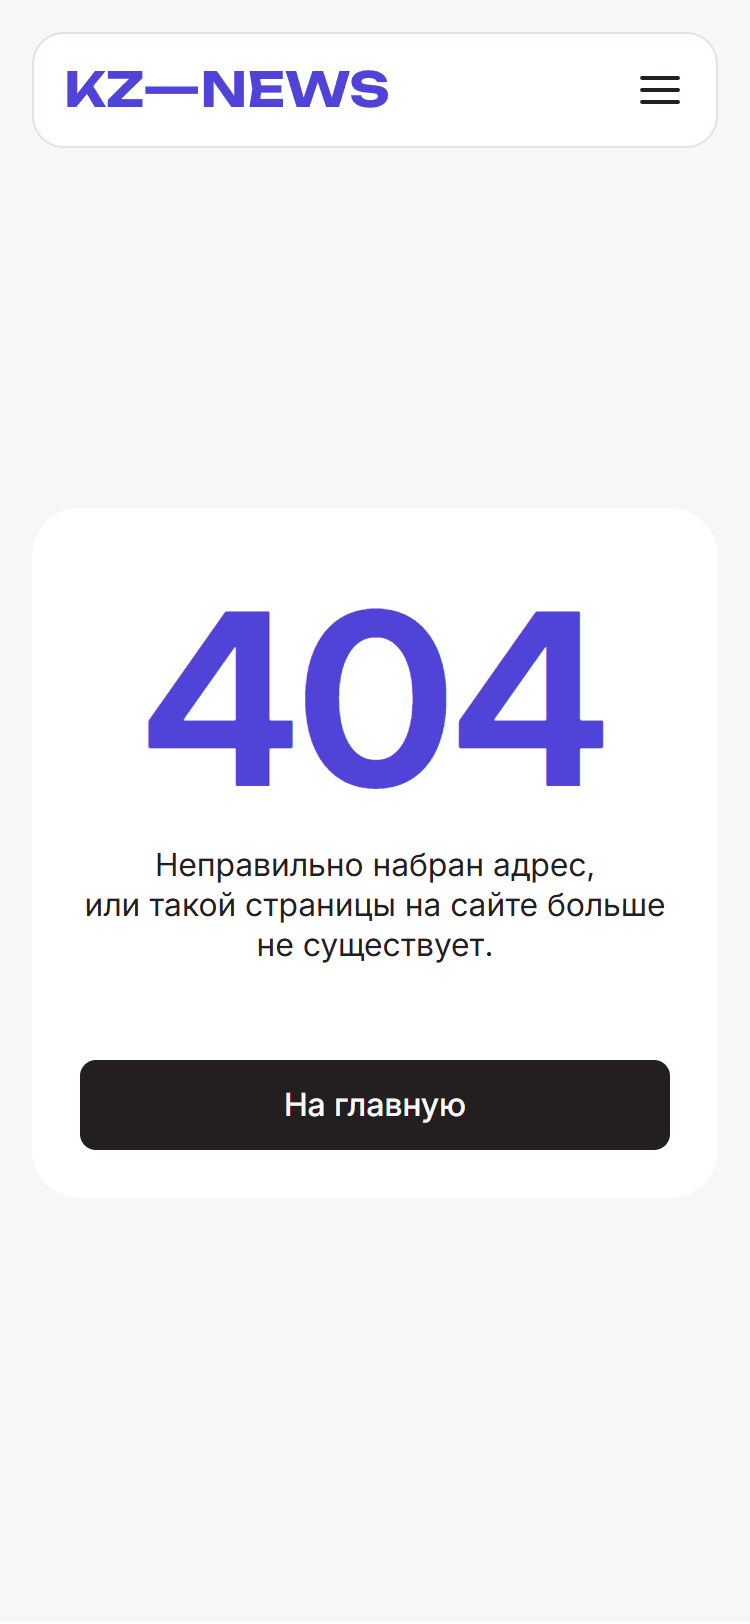 KZ—NEWS
404
Неправильно набран адрес,
или такой страницы на сайте больше
не существует.
На главную